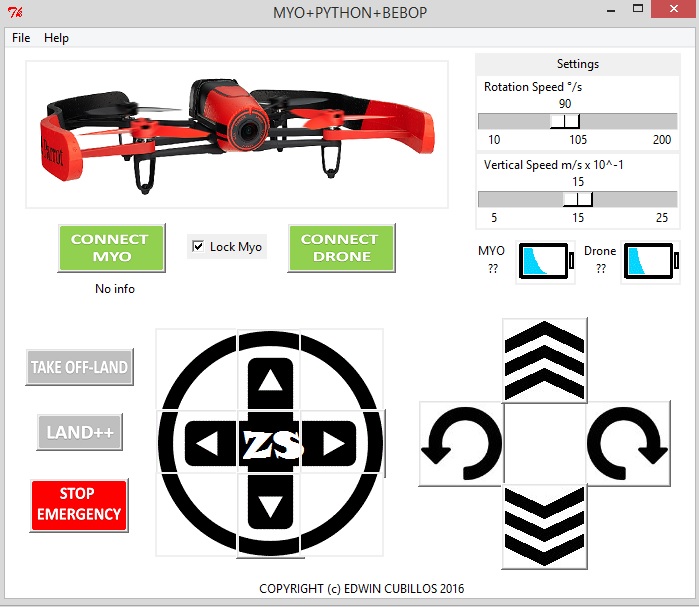 MYO+PYTHON+BEBOP
File Help
Settings
Rotation Speed °/s
90
10 105 200
Vertical Speed m/s x 10^-1
15
5 15 25
Parrot
CONNECT
MYO
Lock Myo
CONNECT
DRONE
MYO
??
Drone
??
No info
TAKE OFF-LAND
LAND++
STOP
EMERGENCY
ZS
COPYRIGHT (c) EDWIN CUBILLOS 2016